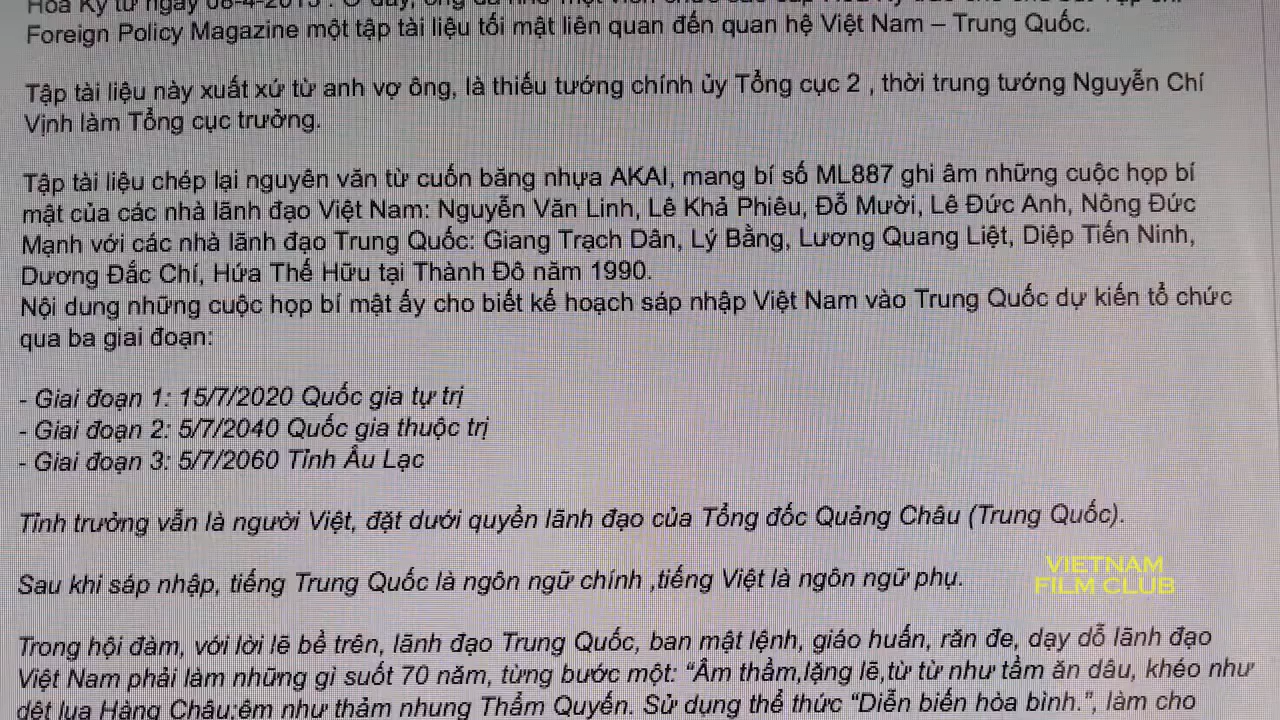 Foreign Policy Magazine một tập tài liệu tối mật liên quan đến quan hệ Việt Nam – Trung Quốc.
Tập tài liệu này xuất xứ từ anh vợ ông, là thiếu tướng chính ủy Tổng cục 2 , thời trung tướng Nguyễn Chí
Vịnh làm Tổng cục trưởng.
Tập tài liệu chép lại nguyên văn từ cuốn băng nhựa AKAI, mang bí số ML887 ghi âm những cuộc họp bí
mật của các nhà lãnh đạo Việt Nam: Nguyễn Văn Linh, Lê Khả Phiêu, Đỗ Mười, Lê Đức Anh, Nông Đức
Mạnh với các nhà lãnh đạo Trung Quốc: Giang Trạch Dân, Lý Bằng, Lương Quang Liệt, Diệp Tiến Ninh,
Dương Đắc Chí, Hứa Thế Hữu tại Thành Đô năm 1990.
Nội dung những cuộc họp bí mật ấy cho biết kế hoạch sáp nhập Việt Nam vào Trung Quốc dự kiến tổ chức
qua ba giai đoạn:
- Giai đoạn 1: 15/7/2020 Quốc gia tự trị
- Giai đoạn 2: 5/7/2040 Quốc gia thuộc trị
- Giai đoạn 3: 5/7/2060 Tỉnh Âu Lạc
Tỉnh trưởng vẫn là người Việt, đặt dưới quyền lãnh đạo của Tổng đốc Quảng Châu (Trung Quốc).
Sau khi sáp nhập, tiếng Trung Quốc là ngôn ngữ chính ,tiếng Việt là ngôn ngữ phụ.
VIETNAM
FILM CLUB
Trong hội đàm, với lời lẽ bề trên, lãnh đạo Trung Quốc, ban mật lệnh, giáo huấn, răn đe, dạy dỗ lãnh đạo
Việt Nam phải làm những gì suốt 70 năm, từng bước một: “Âm thầm,lặng lẽ,từ từ như tằm ăn dâu, khéo như
dệt lụa Hàng Châu;êm như thảm nhung Thẩm Quyến. Sử dụng thể thức “Diễn biến hòa bình.”, làm cho